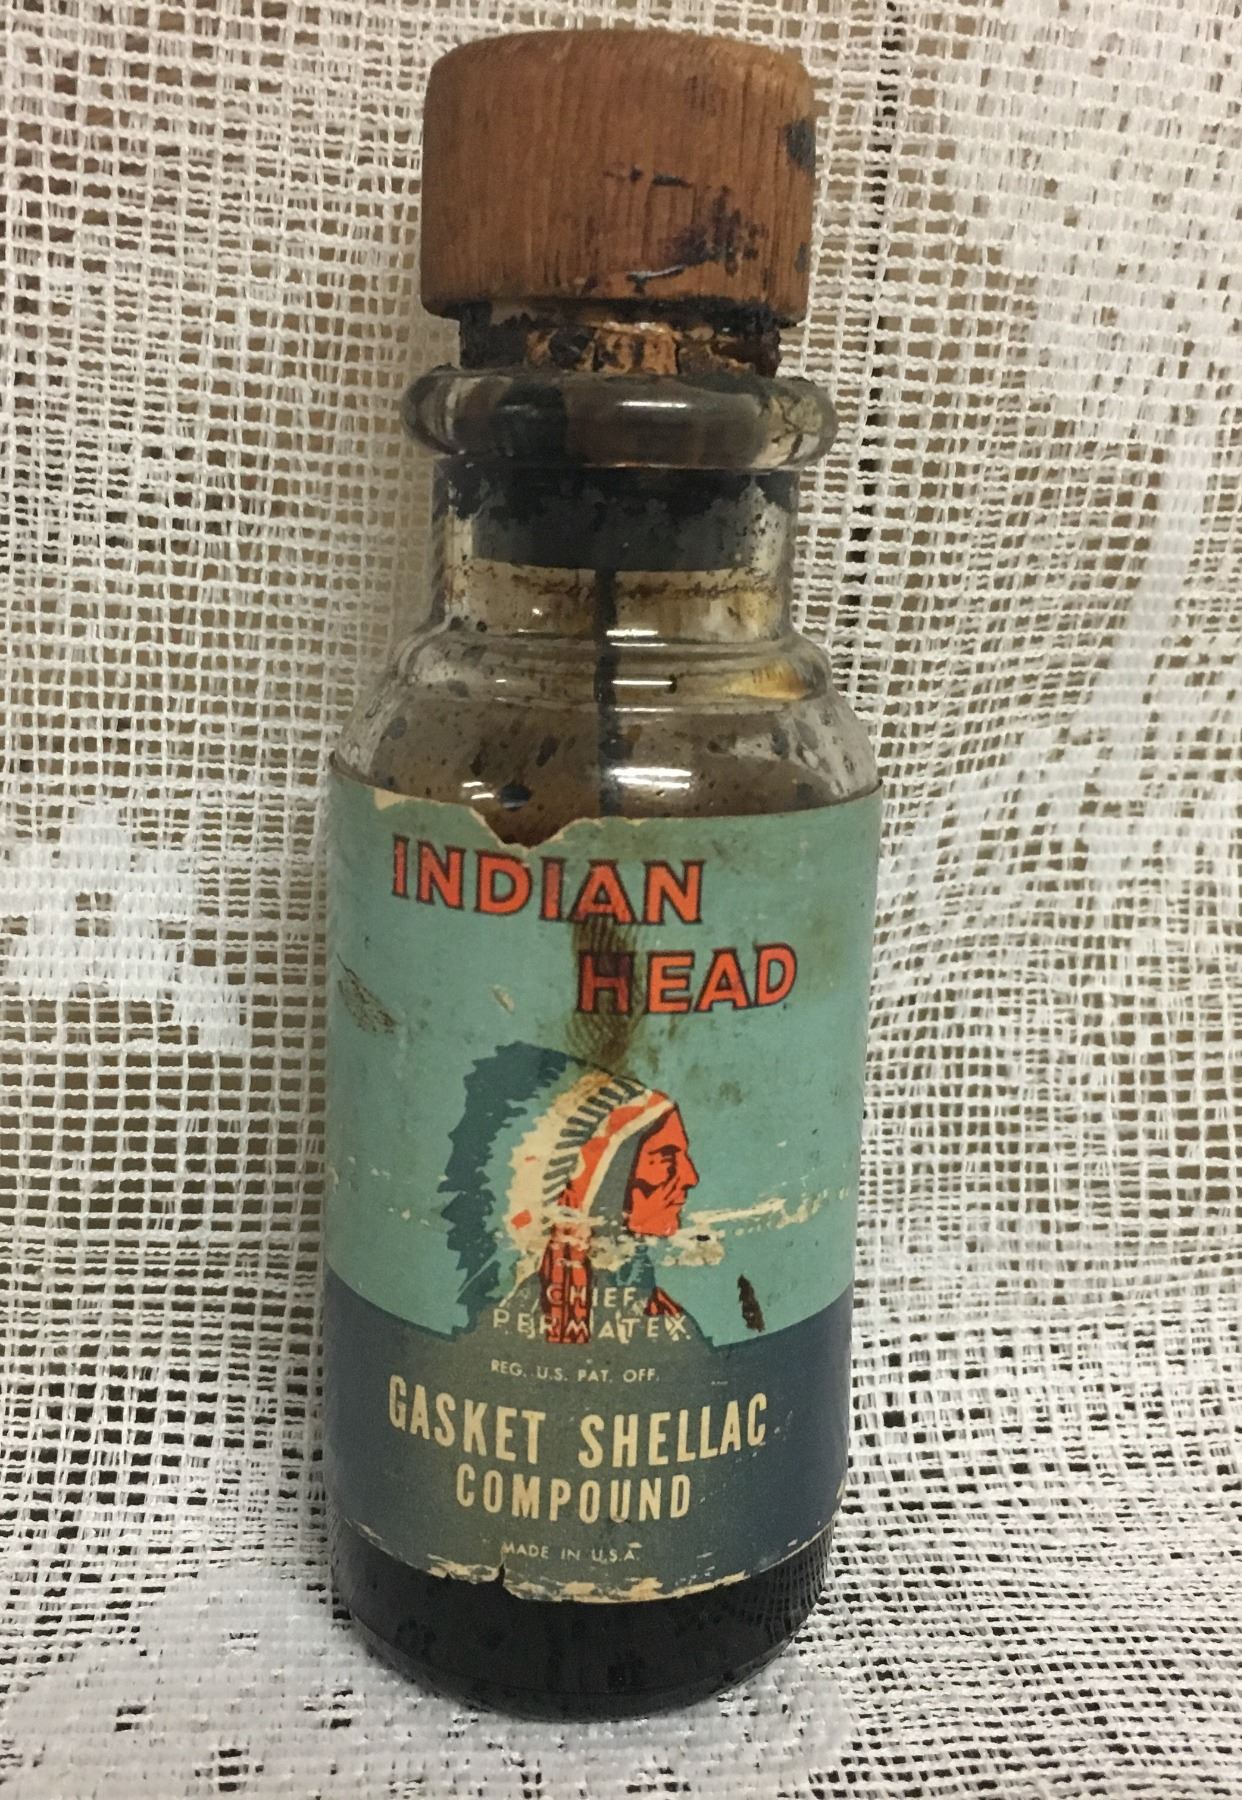 INDIAN
HEAD
CHIEF
PERMATEX
REG. U.S. PAT. OFF.
GASKET SHELLAC
COMPOUND
MADE IN U.S.A.